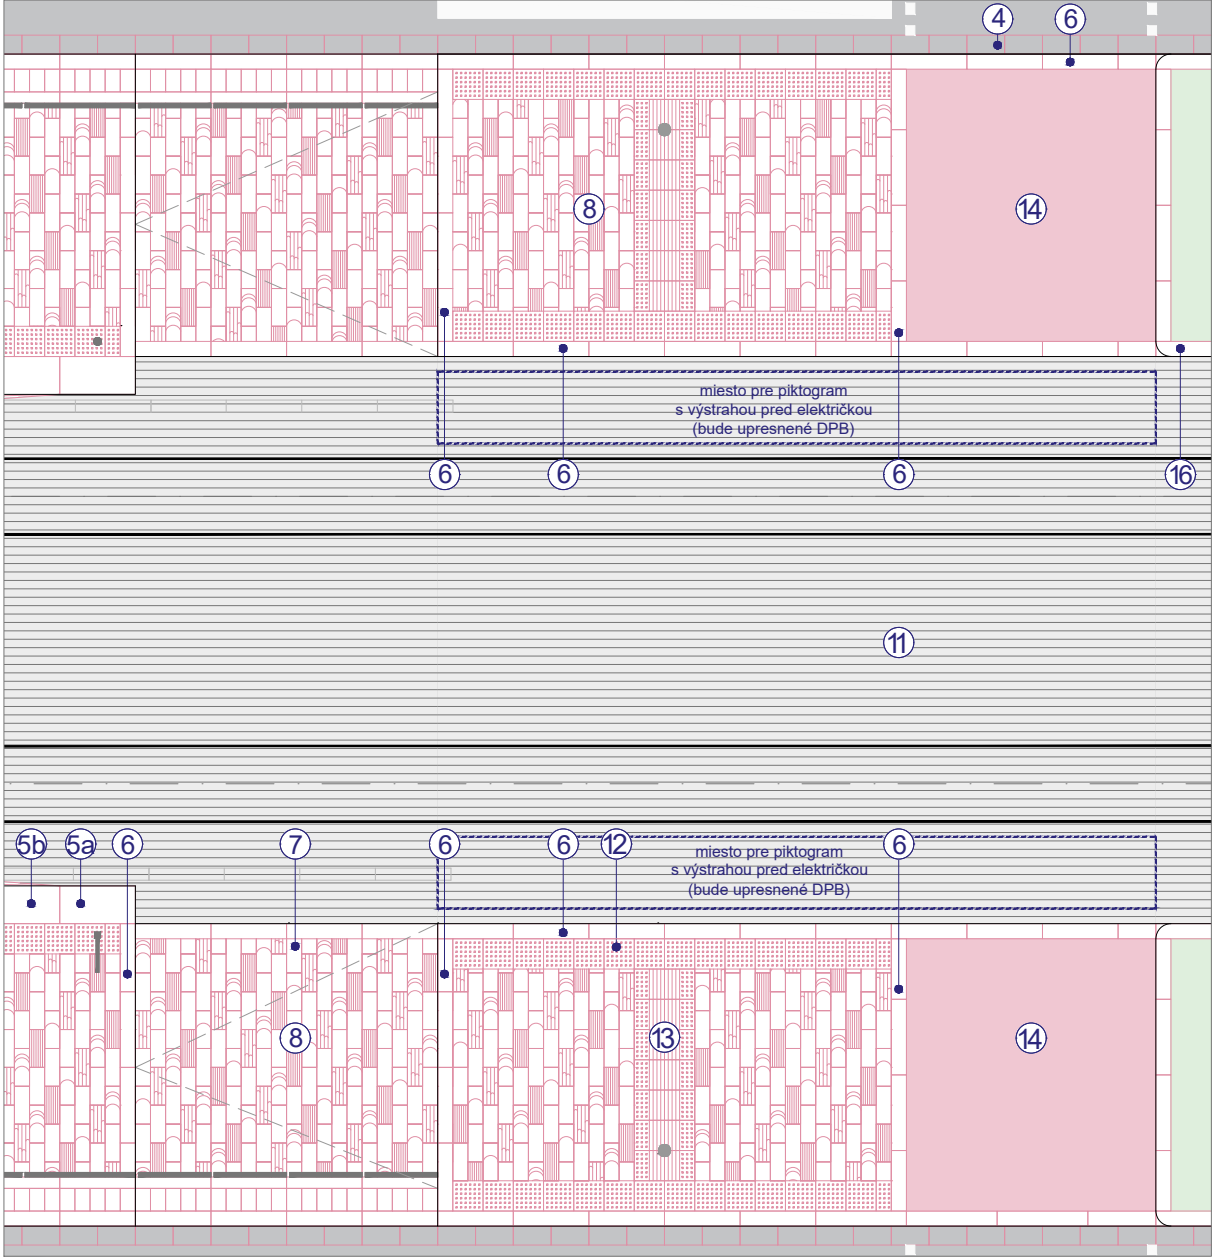 4 6
8
14
miesto pre piktogram
s výstrahou pred električkou
(bude upresnené DPB)
6 6 6 16
11
5b 5a 6 7 6 6 12 6
miesto pre piktogram
s výstrahou pred električkou
(bude upresnené DPB)
8 13 14